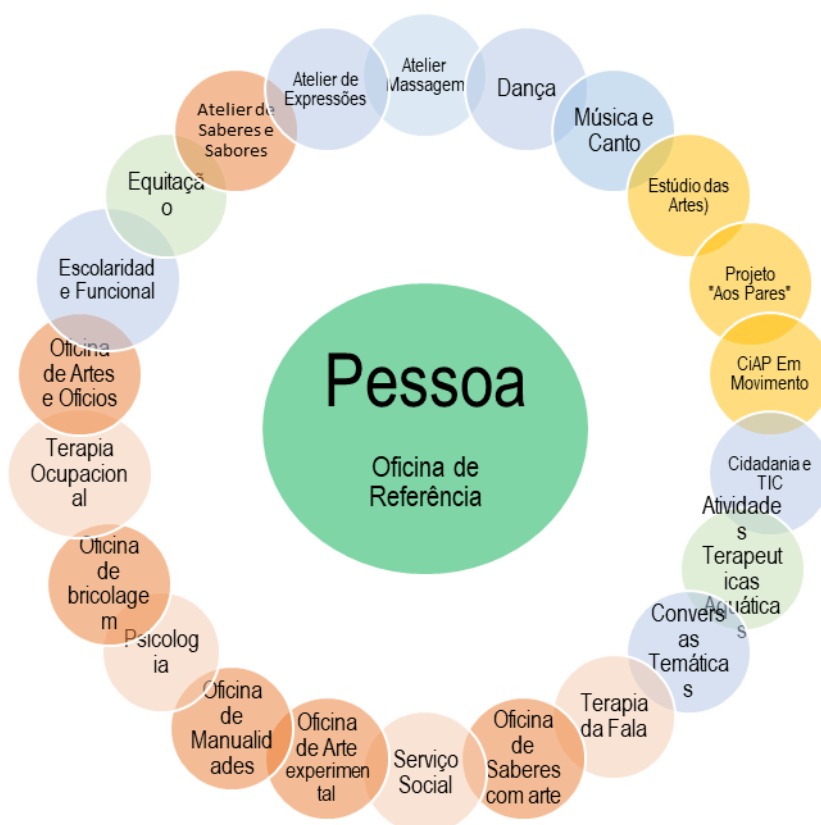 Atelier
Massagem
Dança
Música e
Canto
Estúdio das
Artes)
Projeto
"Aos Pares"
CiAP Em
Movimento
Cidadania e
TIC
Atividade
s
Terapeut
icas
Aquática
s
Convers
as
Temática
s
Terapia
da Fala
Oficina
de
Saberes
com arte
Serviço
Social
Oficina
de Arte
experimen
tal
Oficina
de
Manualid
ades
Psicolog
ia
Oficina
de
bricolage
m
Terapia
Ocupacion
al
Oficina
de Artes
e Ofícios
Escolaridad
e Funcional
Equitaçã
o
Atelier de
Saberes e
Sabores
Atelier de
Expressões
Pessoa
Oficina de
Referência